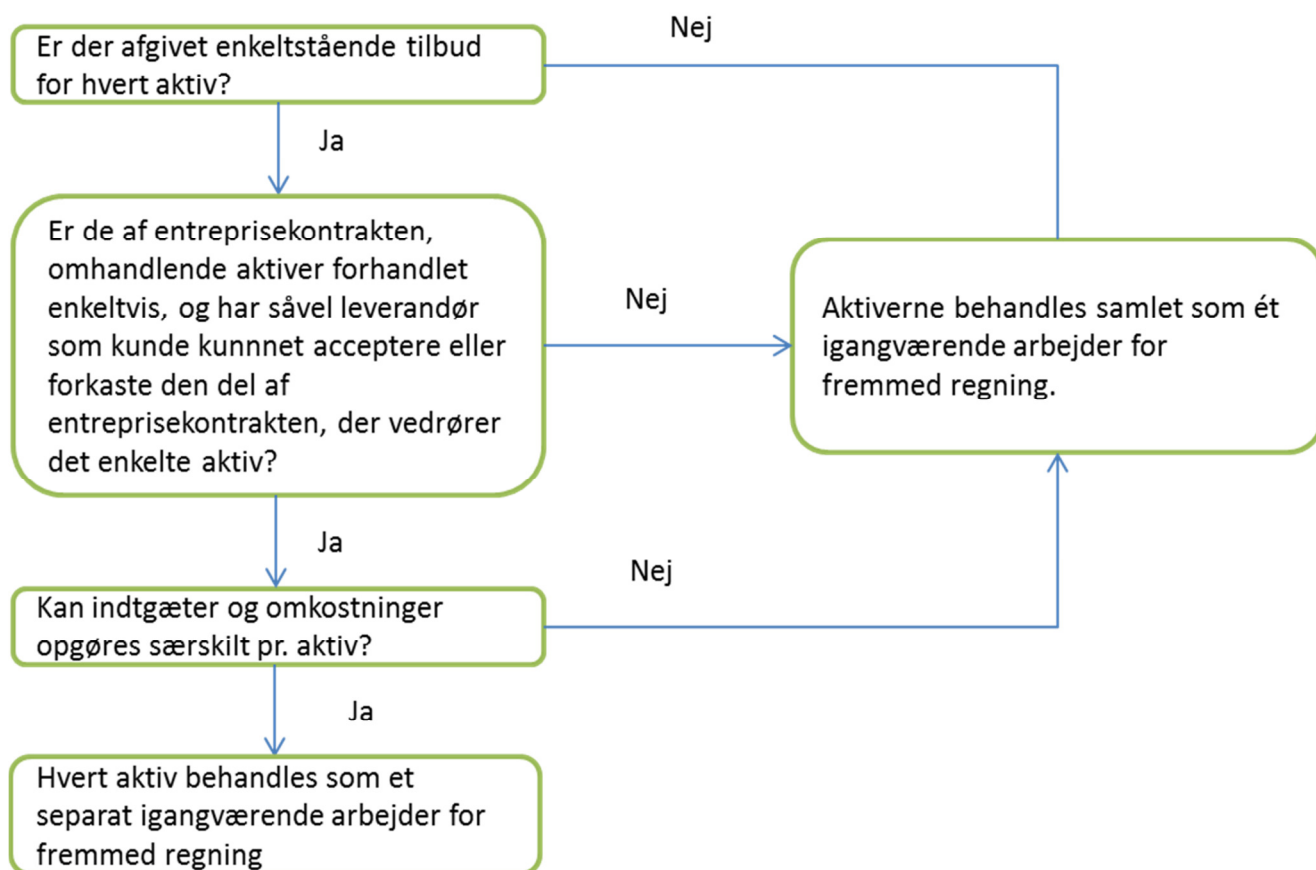 Nej
Er der afgivet enkeltstående tilbud
for hvert aktiv?
Ja
Er de af entreprisekontrakten,
omhandlende aktiver forhandlet
enkeltvis, og har såvel leverandør
som kunde kunnnet acceptere eller
forkaste den del af
entreprisekontrakten, der vedrører
det enkelte aktiv?
Nej
Aktiverne behandles samlet som ét
igangværende arbejder for
fremmed regning.
Ja
Nej
Kan indtgæter og omkostninger
opgøres særskilt pr. aktiv?
Ja
Hvert aktiv behandles som et
separat igangværende arbejder for
fremmed regning